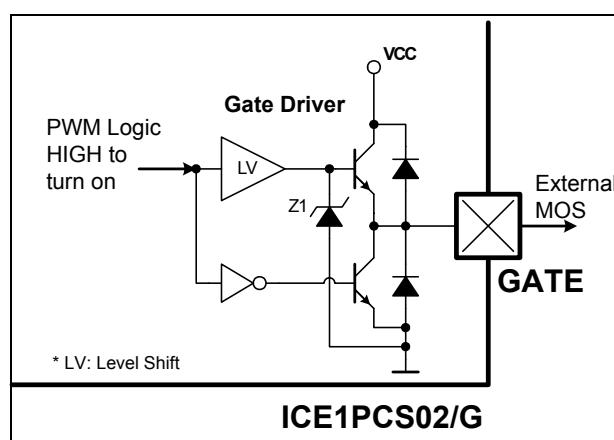 VCC
Gate Driver
PWM Logic
HIGH to
turn on
LV
Z1
External
MOS
GATE
* LV: Level Shift
ICE1PCS02/G